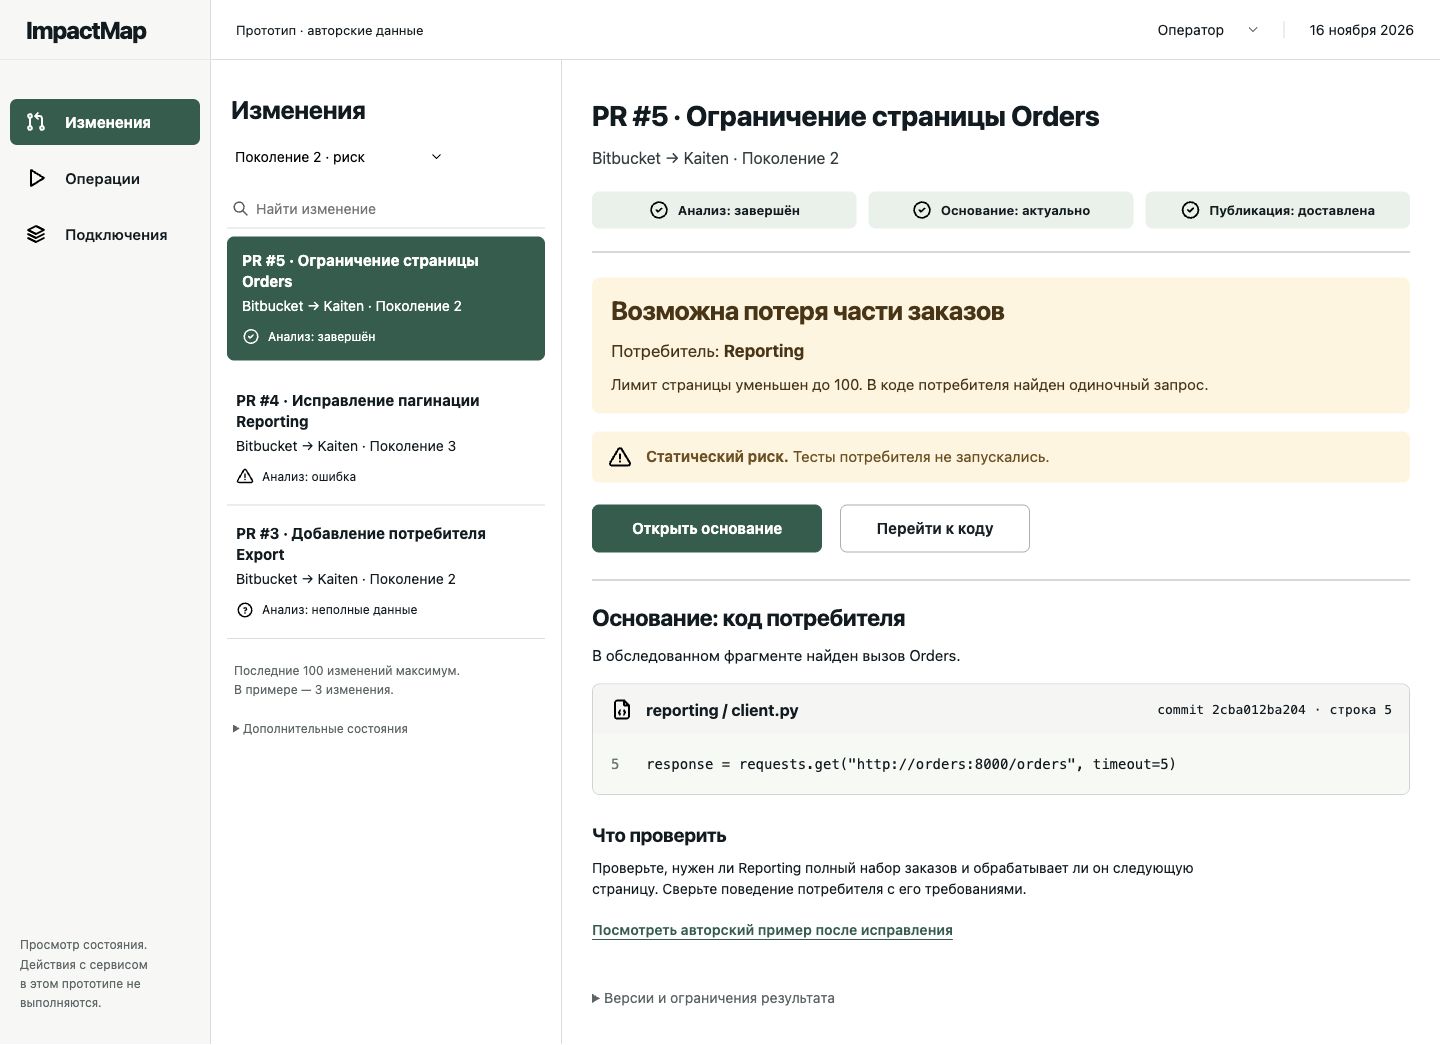 ImpactMap
Прототип · авторские данные
Оператор
16 ноября 2026
Изменения
Операции
Подключения
Просмотр состояния.
Действия с сервисом
в этом прототипе не
выполняются.
Изменения
Поколение 2 · риск
Найти изменение
PR #5 · Ограничение страницы
Orders
Bitbucket → Kaiten · Поколение 2
Анализ: завершён
PR #4 · Исправление пагинации
Reporting
Bitbucket → Kaiten · Поколение 3
Анализ: ошибка
PR #3 · Добавление потребителя
Export
Bitbucket → Kaiten · Поколение 2
Анализ: неполные данные
Последние 100 изменений максимум.
В примере — 3 изменения.
Дополнительные состояния
PR #5 · Ограничение страницы Orders
Bitbucket → Kaiten · Поколение 2
Анализ: завершён
Основание: актуально
Публикация: доставлена
Возможна потеря части заказов
Потребитель: Reporting
Лимит страницы уменьшен до 100. В коде потребителя найден одиночный запрос.
Статический риск. Тесты потребителя не запускались.
Открыть основание
Перейти к коду
Основание: код потребителя
В обследованном фрагменте найден вызов Orders.
reporting / client.py
commit 2cba012ba204 · строка 5
5 response = requests.get("http://orders:8000/orders", timeout=5)
Что проверить
Проверьте, нужен ли Reporting полный набор заказов и обрабатывает ли он следующую
страницу. Сверьте поведение потребителя с его требованиями.
Посмотреть авторский пример после исправления
Версии и ограничения результата